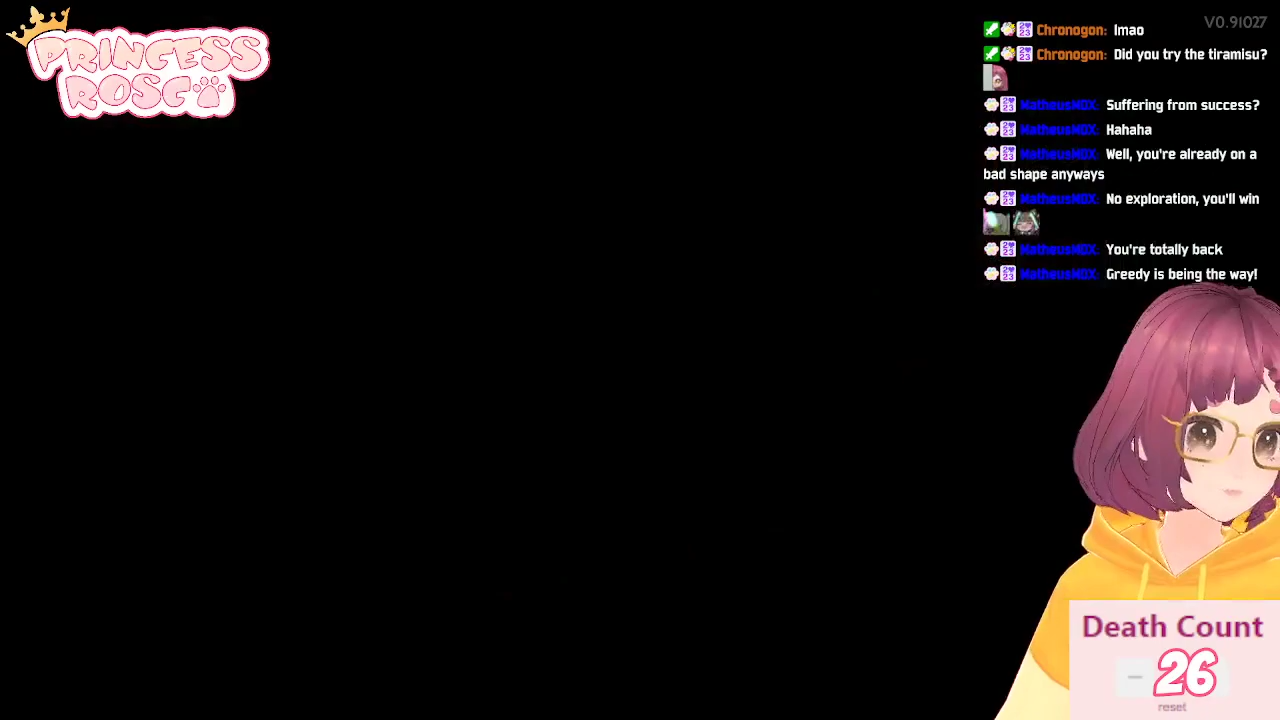 PRINCESS
ROSC
V0.91027
Chronogon: lmao
Chronogon: Did you try the tiramisu?
MatheusMDX: Suffering from success?
MatheusMDX: Hahaha
MatheusMDX: Well, you're already on a
bad shape anyways
MatheusMDX: No exploration, you'll win
MatheusMDX: You're totally back
MatheusMDX: Greedy is being the way!
Death Count
26
reset